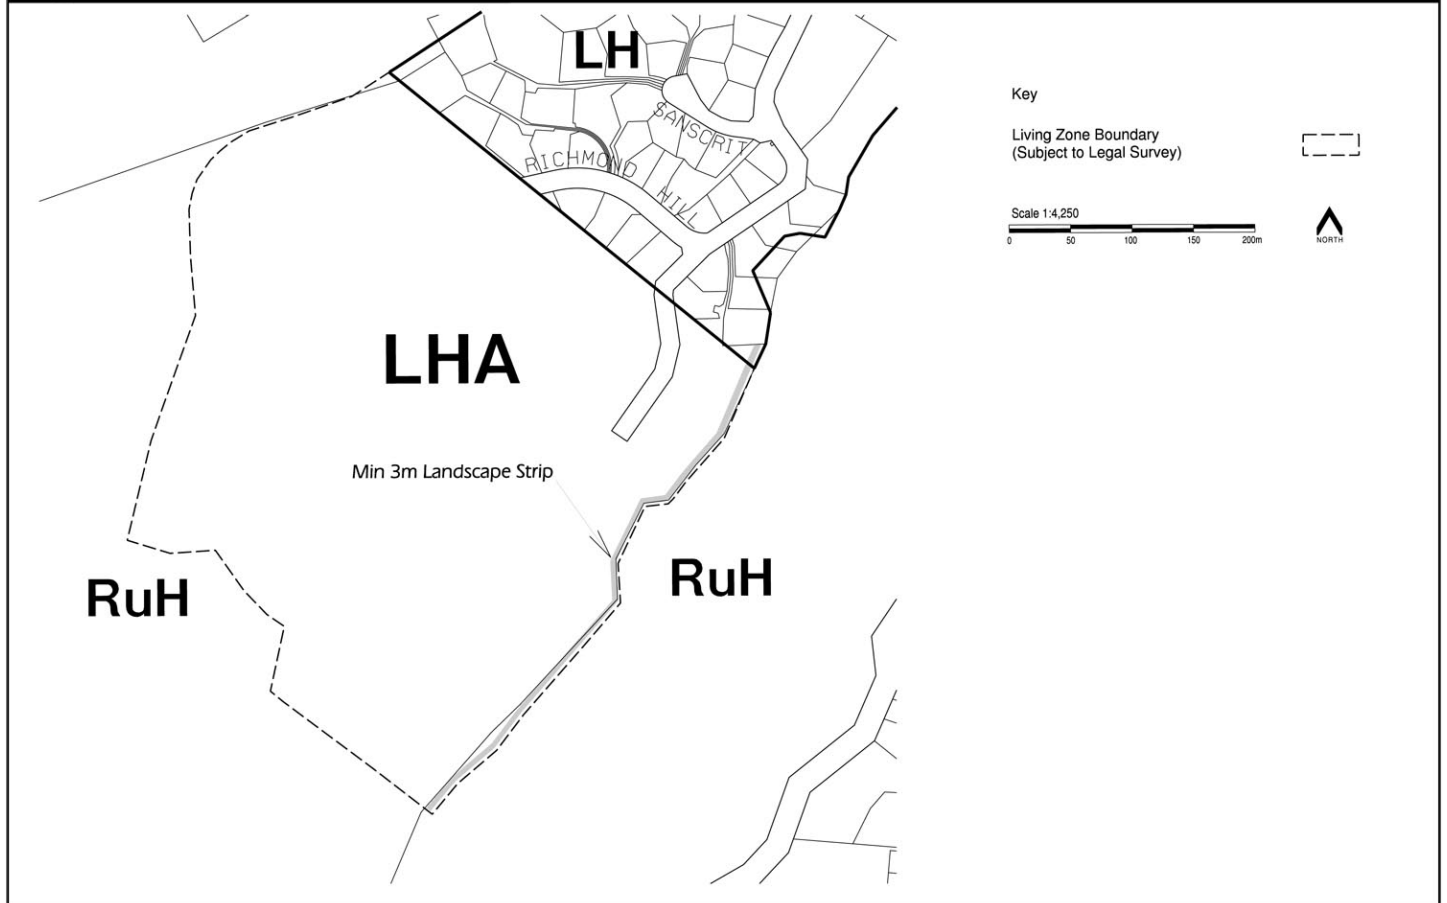 LH
SANSCRIT
RICHMOND
HILL
LHA
Min 3m Landscape Strip
RuH
RuH
Key
Living Zone Boundary
(Subject to Legal Survey)
Scale 1:4,250
0 50 100 150 200m
NORTH